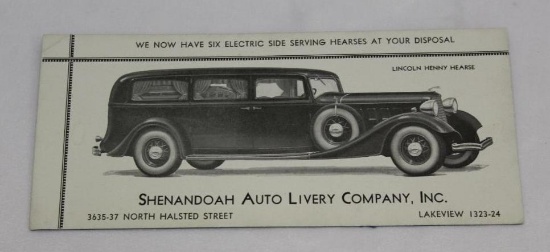 WE NOW HAVE SIX ELECTRIC SIDE SERVING HEARSES AT YOUR DISPOSAL
LINCOLN HENNY HEARSE
SHENANDOAH AUTO LIVERY COMPANY, INC.
3635-37 NORTH HALSTED STREET LAKEVIEW 1323-24